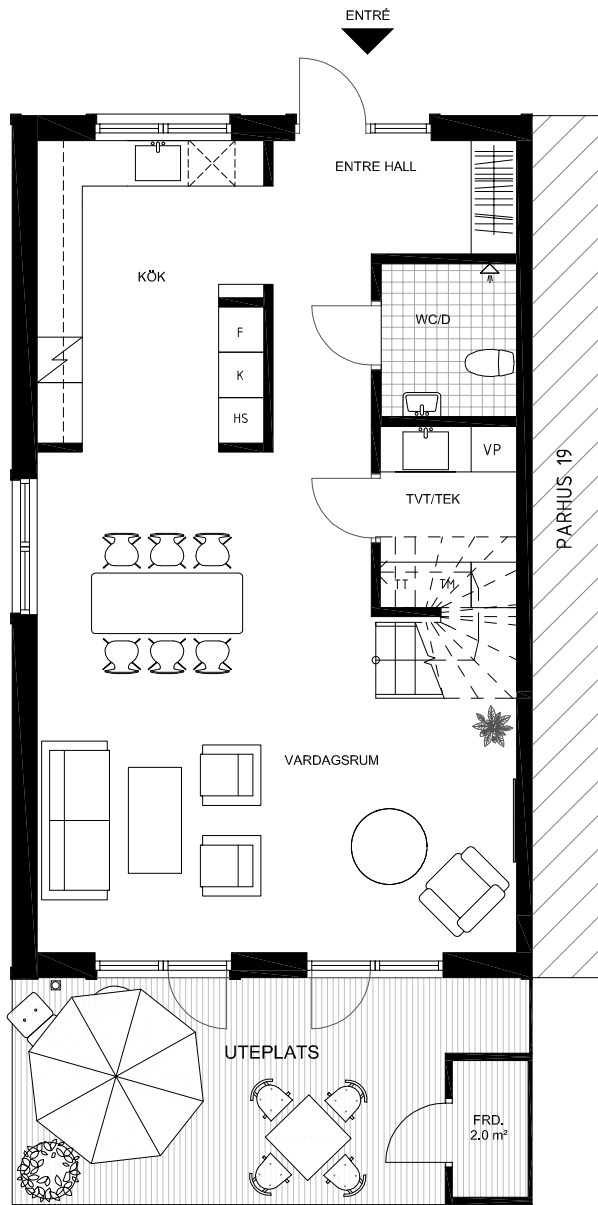 ENTRÉ
ENTRE HALL
KÖK
WC/D
F
K
HS
VP
PARHUS 19
TVT/TEK
TT
TM
VARDAGSRUM
UTEPLATS
FRD.
2.0 m²